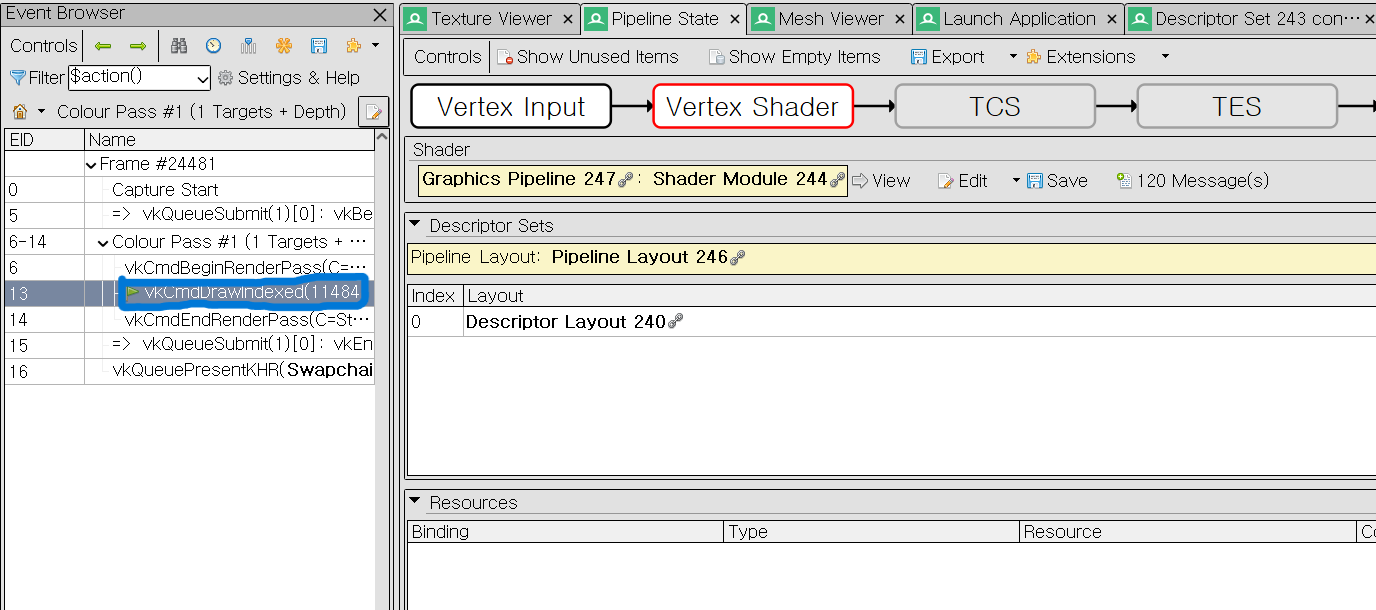 Event Browser
Controls
Filter $action() Settings & Help
Colour Pass #1 (1 Targets + Depth)
EID Name
Frame #24481
0 Capture Start
5 => vkQueueSubmit(1)[0]: vkBe
6-14 Colour Pass #1 (1 Targets + ⋯
6 vkCmdBeginRenderPass(C=⋯
13 vkCmdDrawIndexed(11484
14 vkCmdEndRenderPass(C=St⋯
15 => vkQueueSubmit(1)[0]: vkEn
16 vkQueuePresentKHR(Swapchai
Texture Viewer × Pipeline State × Mesh Viewer × Launch Application × Descriptor Set 243 con⋯ ×
Controls Show Unused Items Show Empty Items Export Extensions
Vertex Input Vertex Shader TCS TES
Shader
Graphics Pipeline 247 : Shader Module 244 View Edit Save 120 Message(s)
Descriptor Sets
Pipeline Layout: Pipeline Layout 246
Index Layout
0 Descriptor Layout 240
Resources
Binding Type Resource Co